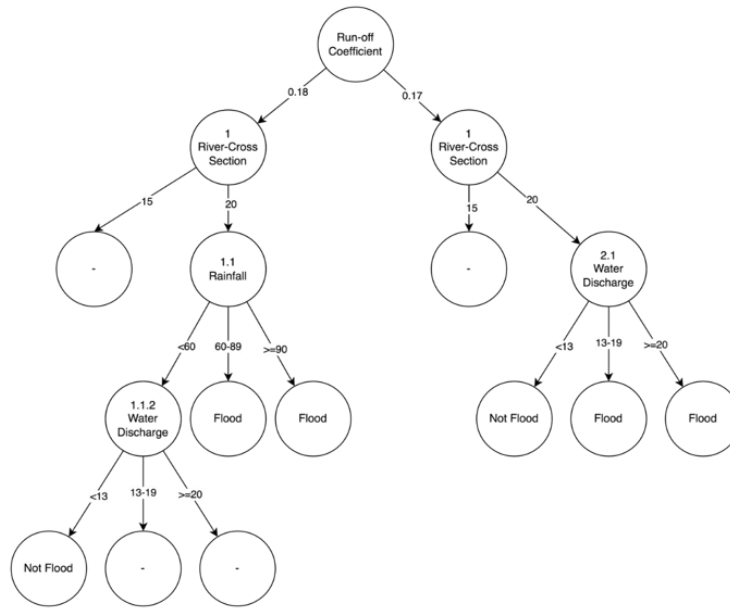 Run-off
Coefficient
0.18
0.17
1
River-Cross
Section
1
River-Cross
Section
15
20
15
20
-
1.1
Rainfall
-
2.1
Water
Discharge
<60
60-89
>=90
<13
13-19
>=20
1.1.2
Water
Discharge
Flood
Flood
Not Flood
Flood
Flood
<13
13-19
>=20
Not Flood
-
-